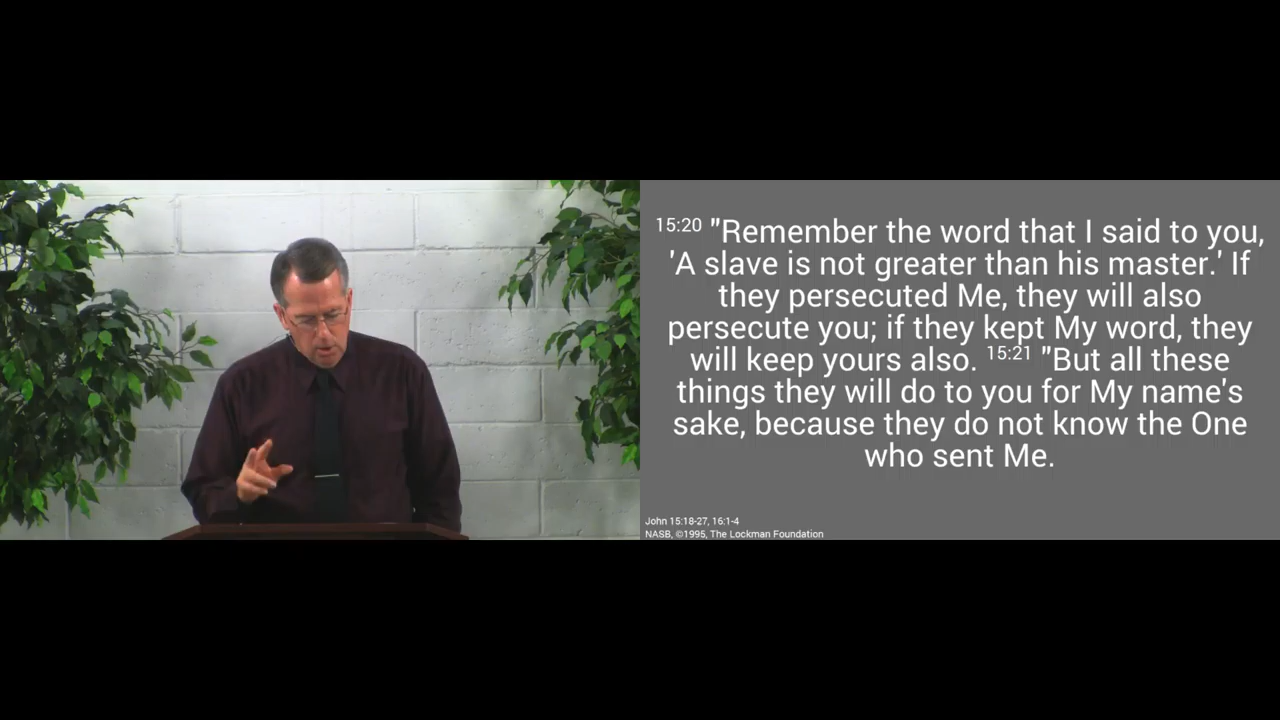 15:20 "Remember the word that I said to you,
'A slave is not greater than his master.' If
they persecuted Me, they will also
persecute you; if they kept My word, they
will keep yours also. 15:21 "But all these
things they will do to you for My name's
sake, because they do not know the One
who sent Me.
John 15:18-27, 16:1-4
NASB, ©1995, The Lockman Foundation